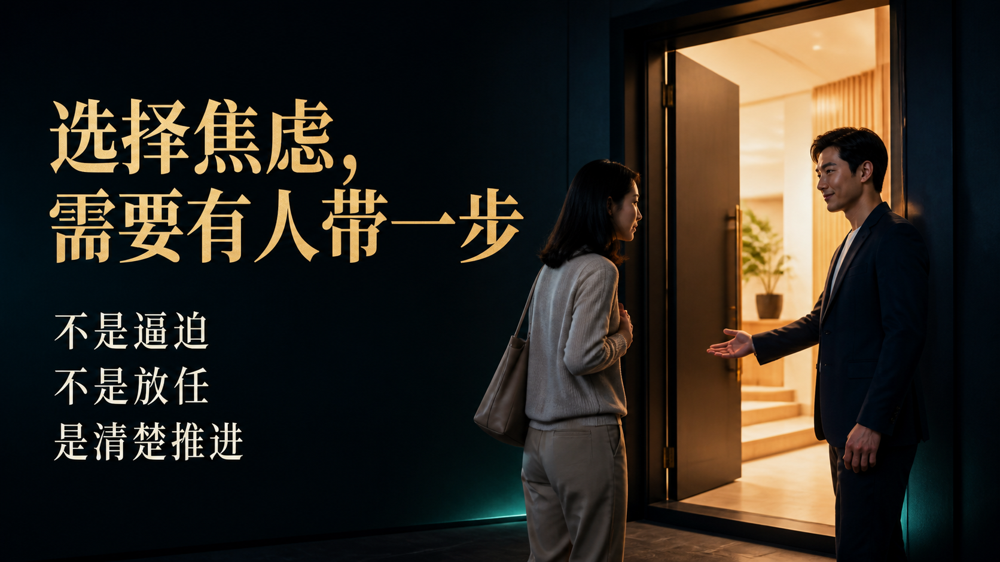 选择焦虑,
需要有人带一步
不是逼迫
不是放任
是清楚推进